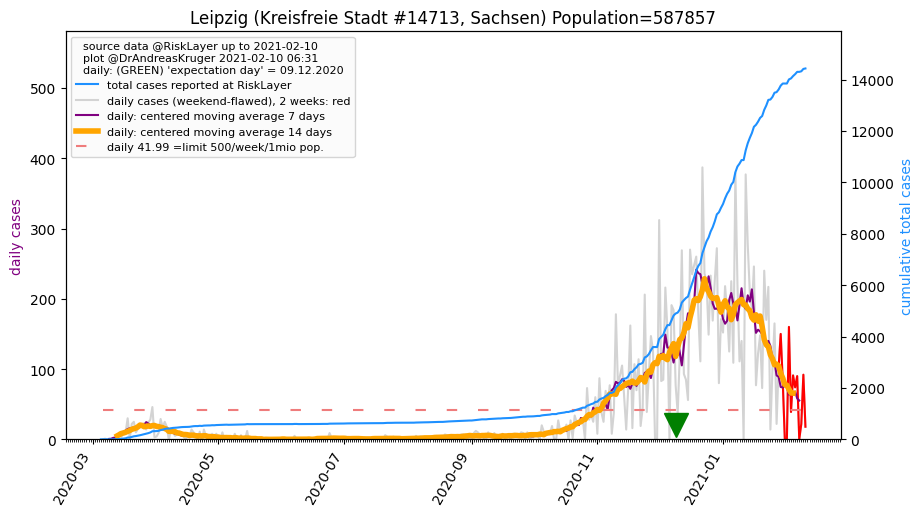 Leipzig (Kreisfreie Stadt #14713, Sachsen) Population=587857
source data @RiskLayer up to 2021-02-10
plot @DrAndreasKruger 2021-02-10 06:31
daily: (GREEN) 'expectation day' = 09.12.2020
total cases reported at RiskLayer
daily cases (weekend-flawed), 2 weeks: red
daily: centered moving average 7 days
daily: centered moving average 14 days
daily 41.99 =limit 500/week/1mio pop.
daily cases
500
400
300
200
100
0
cumulative total cases
14000
12000
10000
8000
6000
4000
2000
0
2020-03
2020-05
2020-07
2020-09
2020-11
2021-01